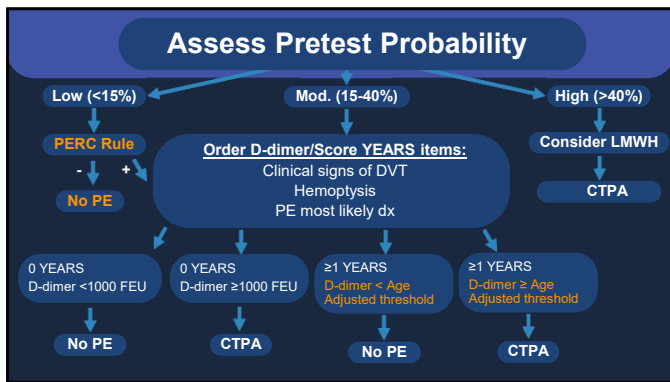 Assess Pretest Probability
Low (<15%)
Mod. (15-40%)
High (>40%)
PERC Rule
Order D-dimer/Score YEARS items:
Clinical signs of DVT
Hemoptysis
PE most likely dx
Consider LMWH
-
+
No PE
CTPA
0 YEARS
D-dimer <1000 FEU
0 YEARS
D-dimer ≥1000 FEU
≥1 YEARS
D-dimer < Age
Adjusted threshold
≥1 YEARS
D-dimer ≥ Age
Adjusted threshold
No PE
CTPA
No PE
CTPA